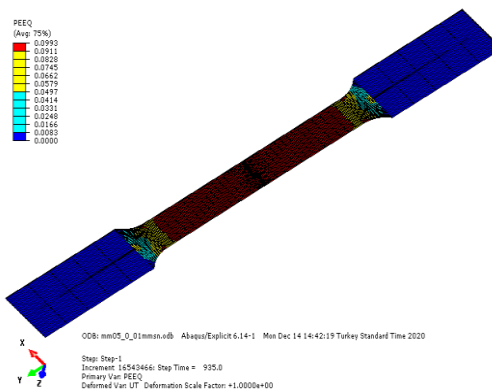 PEEQ
(Avg: 75%)
0.0993
0.0911
0.0828
0.0745
0.0662
0.0579
0.0497
0.0414
0.0331
0.0248
0.0166
0.0083
0.0000
X
Y
Z
ODB: mm05_0_01mmsn.odb Abaqus/Explicit 6.14-1 Mon Dec 14 14:42:19 Turkey Standard Time 2020
Step: Step-1
Increment 16543466: Step Time = 935.0
Primary Var: PEEQ
Deformed Var: UT Deformation Scale Factor: +1.0000e+00